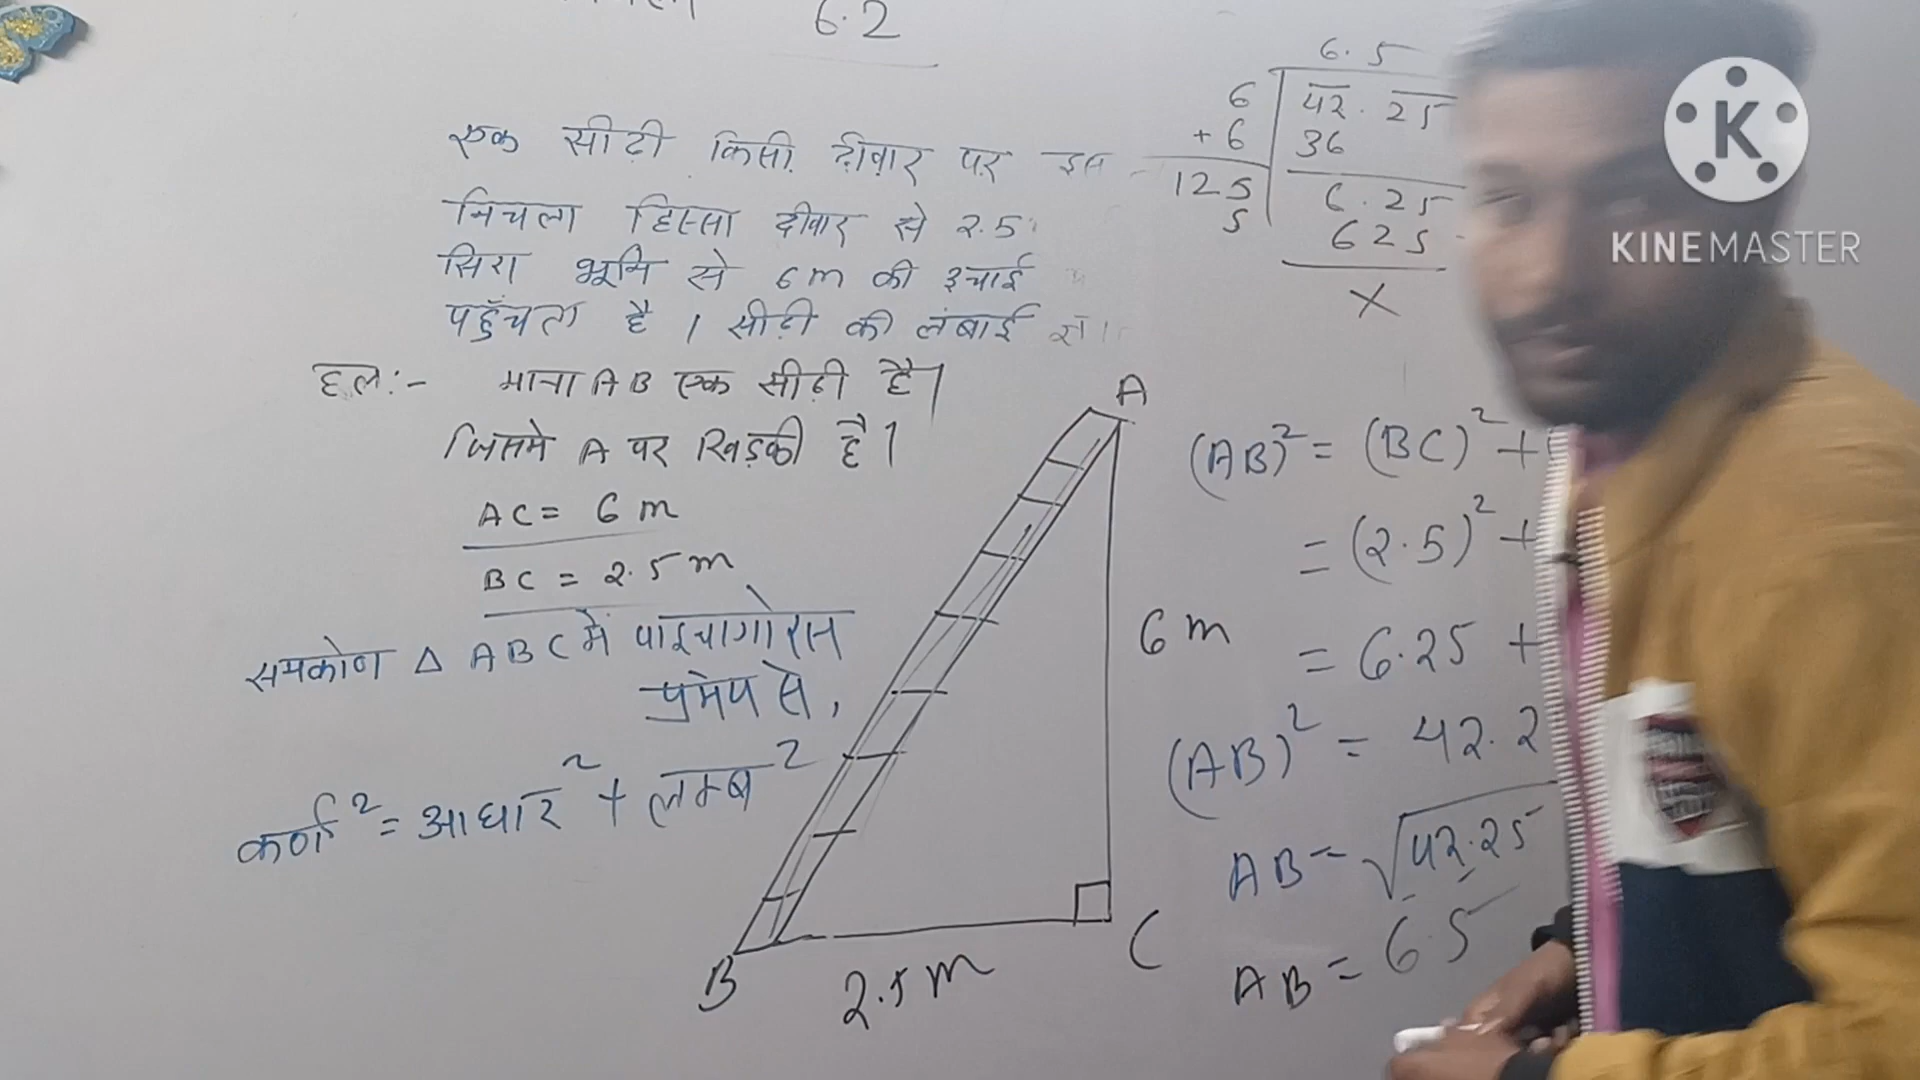 6.2
एक सीढ़ी किसी दीवार पर इस
निचला हिस्सा दीवार से 2.5
सिरा भूमि से 6m की ऊचाई
पहुँचता है । सीढ़ी की लंबाई
हल:- माना AB एक सीढ़ी है।
जिसमे A पर खिड़की है।
AC = 6 m
BC = 2.5 m
समकोण Δ ABC में पाइथागोरस
प्रमेय से,
कर्ण² = आधार² + लम्ब²
A
6 m
B
2.5 m
C
6.5
6 42.25
+6 36
125 6.25
5 625
X
(AB)² = (BC)² +
= (2.5)² +
= 6.25 +
(AB)² = 42.2
AB = √42.25
AB = 6.5
K
KINEMASTER